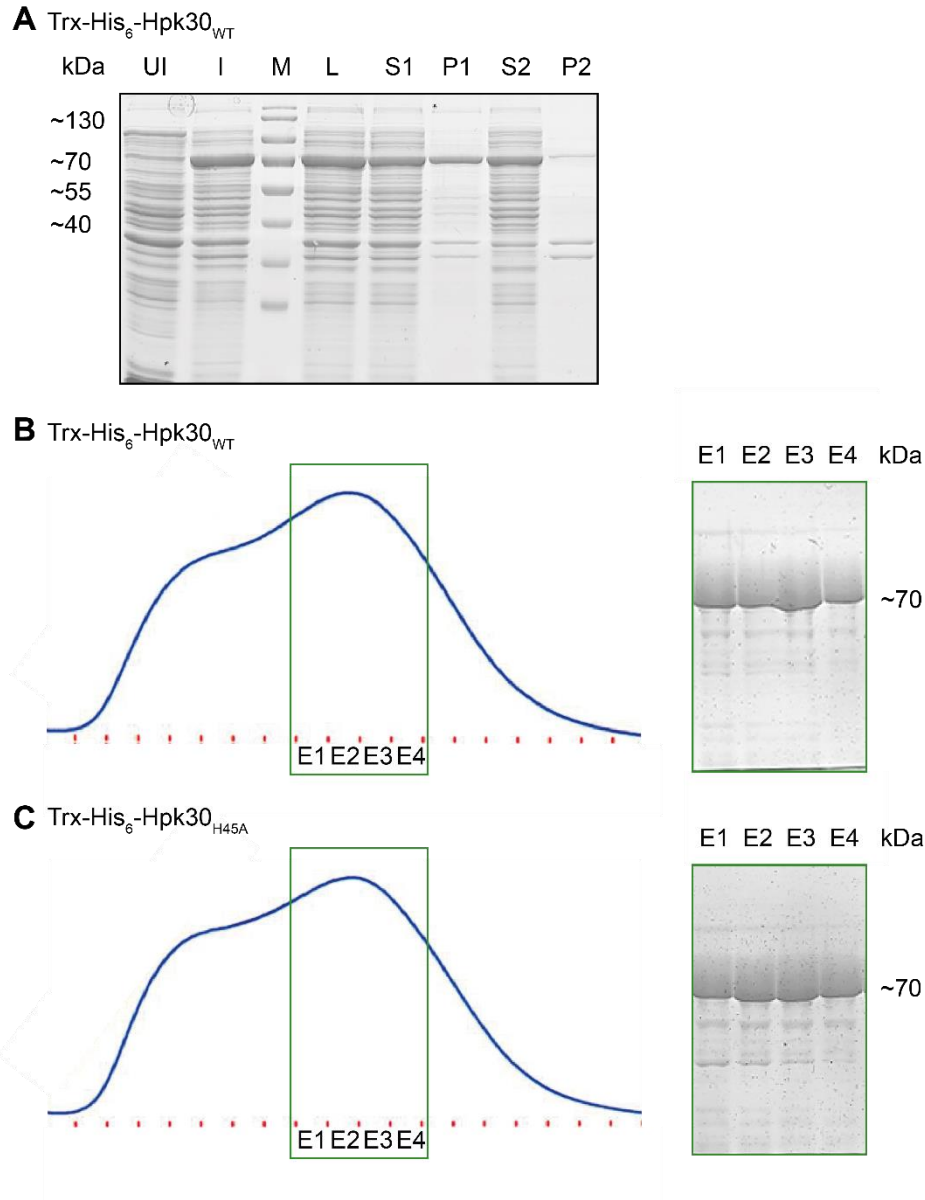 A Trx-His6-Hpk30WT
kDa UI I M L S1 P1 S2 P2
~130
~70
~55
~40
B Trx-His6-Hpk30WT
E1 E2 E3 E4 kDa
~70
E1 E2 E3 E4
C Trx-His6-Hpk30H45A
E1 E2 E3 E4 kDa
~70
E1 E2 E3 E4